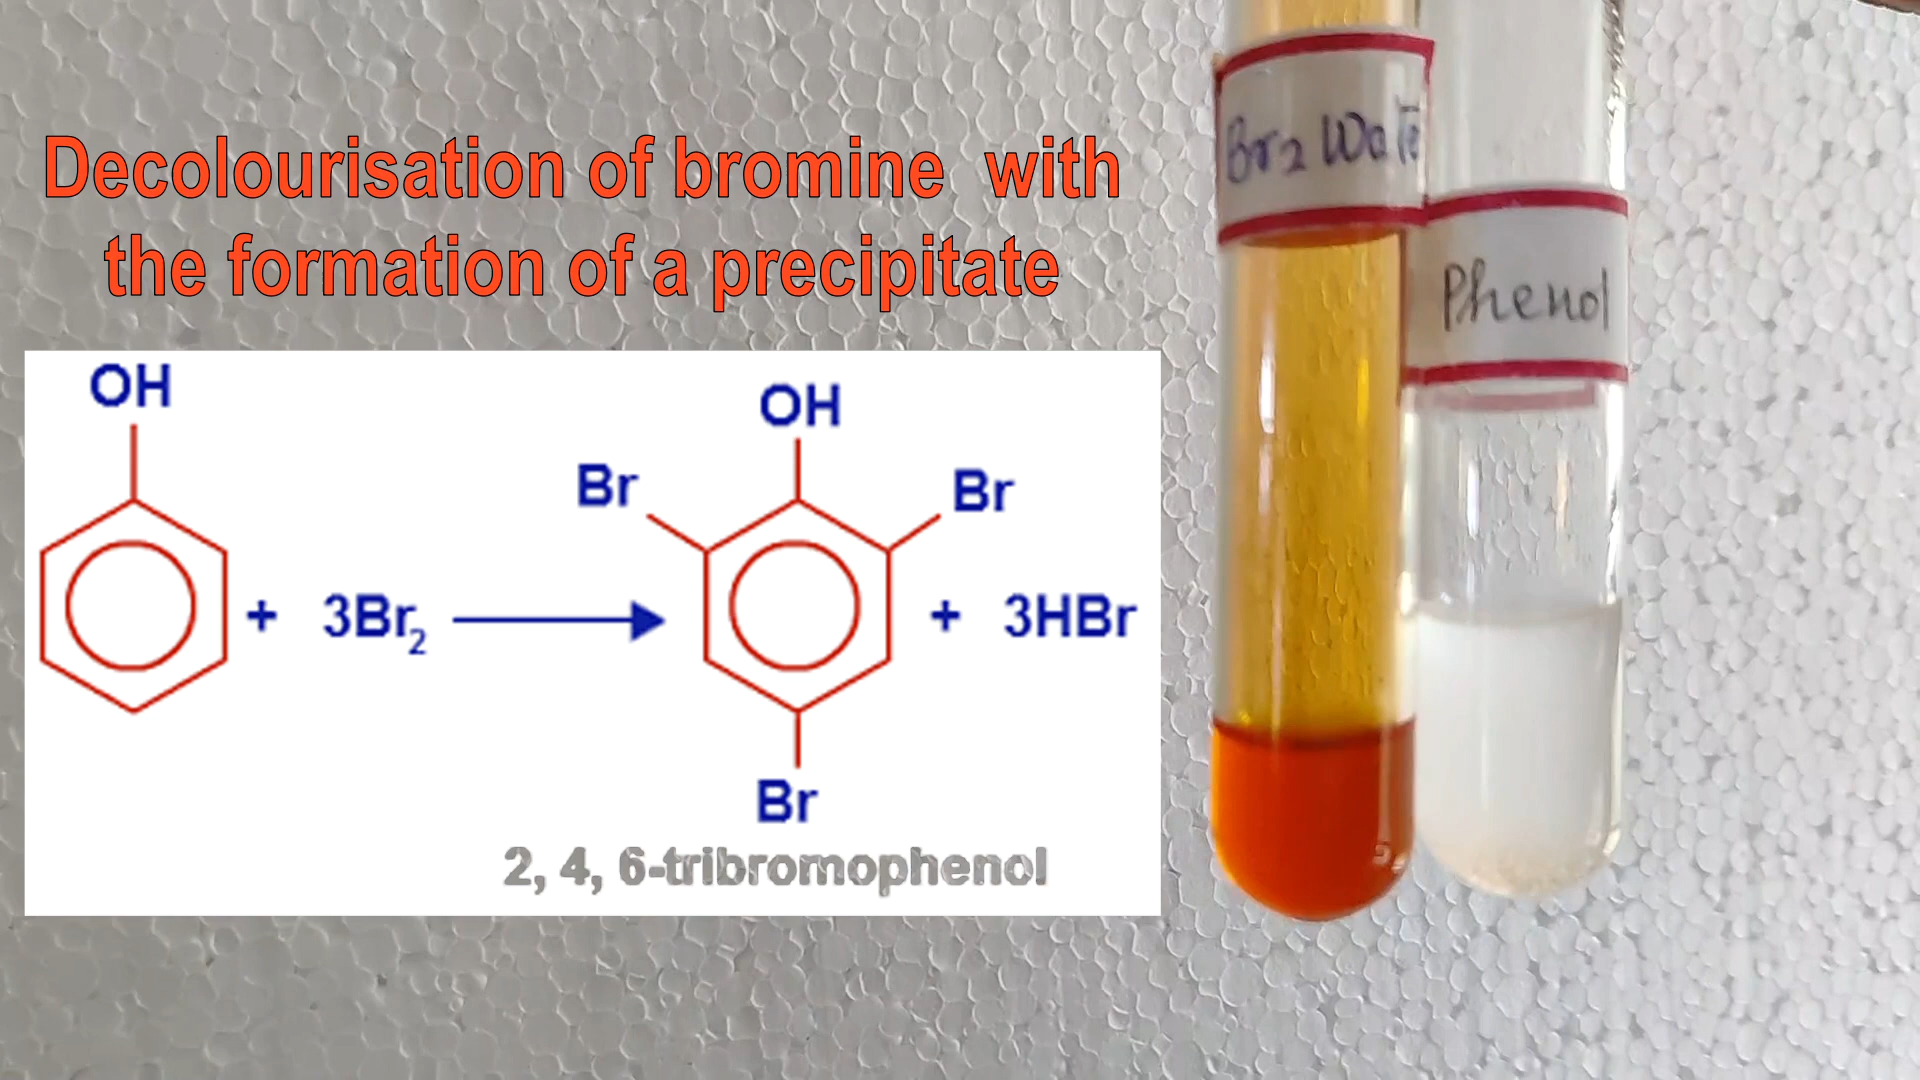 Decolourisation of bromine with
the formation of a precipitate
OH
OH
Br
Br
+ 3Br₂
+ 3HBr
Br
2, 4, 6-tribromophenol
Br2 Wate
Phenol